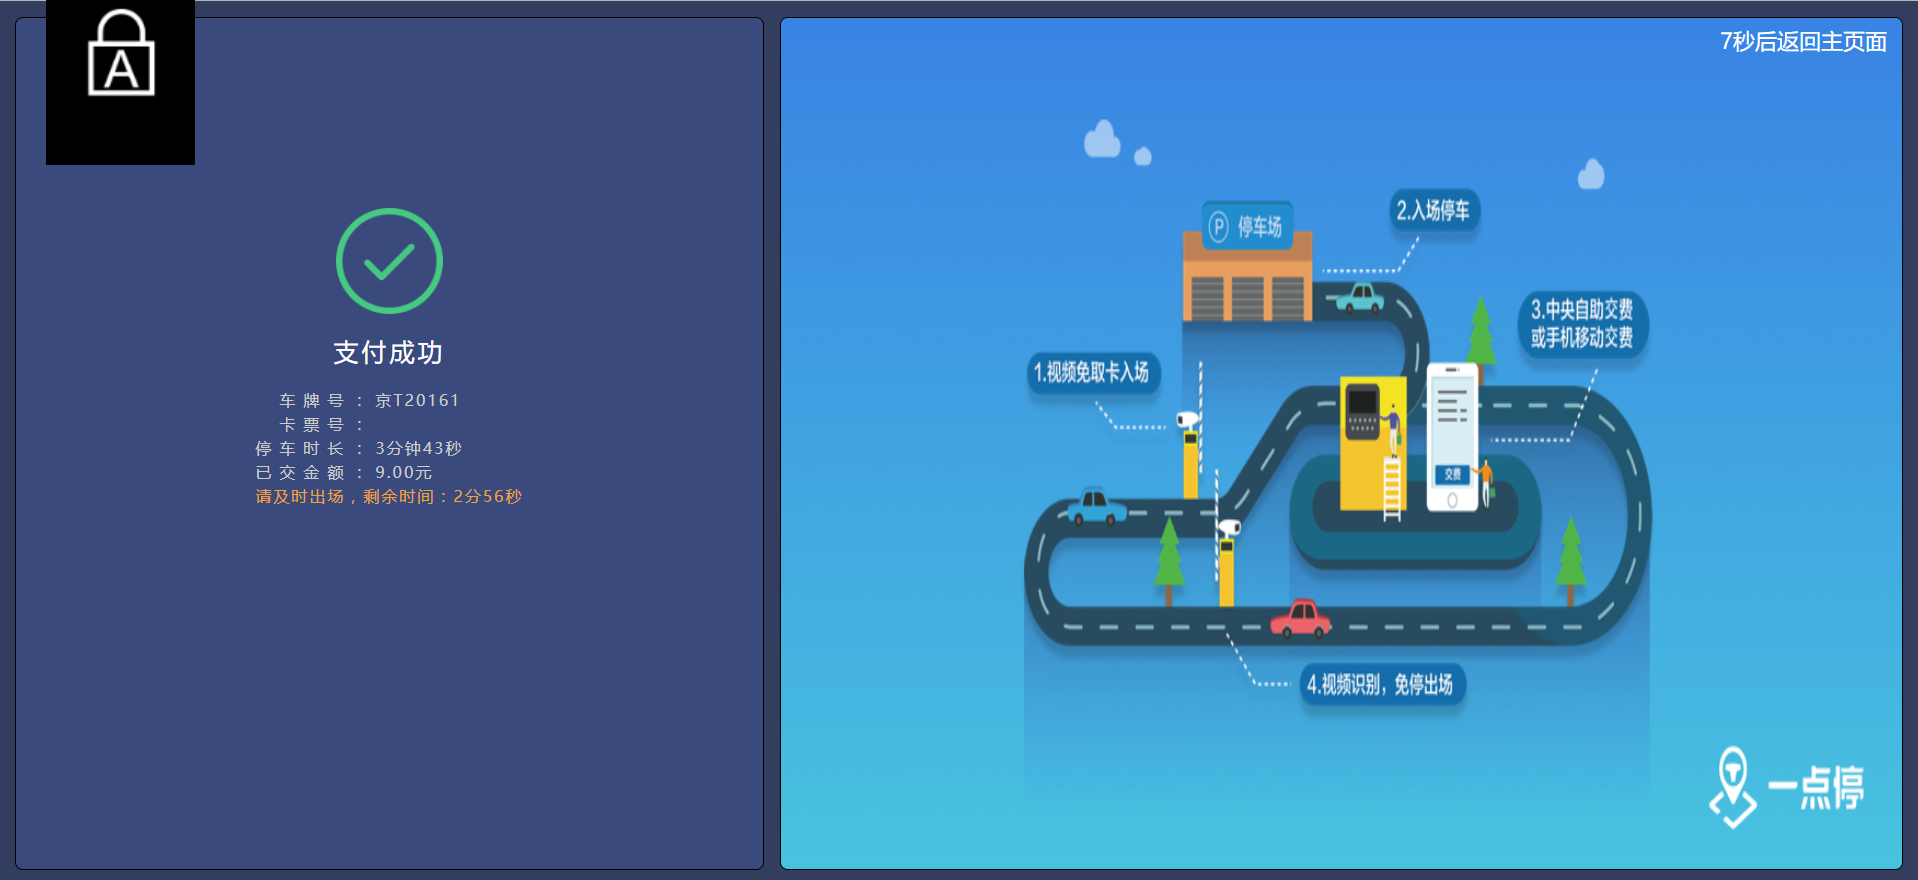 A
7秒后返回主页面
支付成功
车牌号：京T20161
卡票号：
停车时长：3分钟43秒
已交金额：9.00元
请及时出场，剩余时间：2分56秒
2.入场停车
P 停车场
3.中央自助交费
或手机移动交费
1.视频免取卡入场
交费
4.视频识别，免停出场
一点停